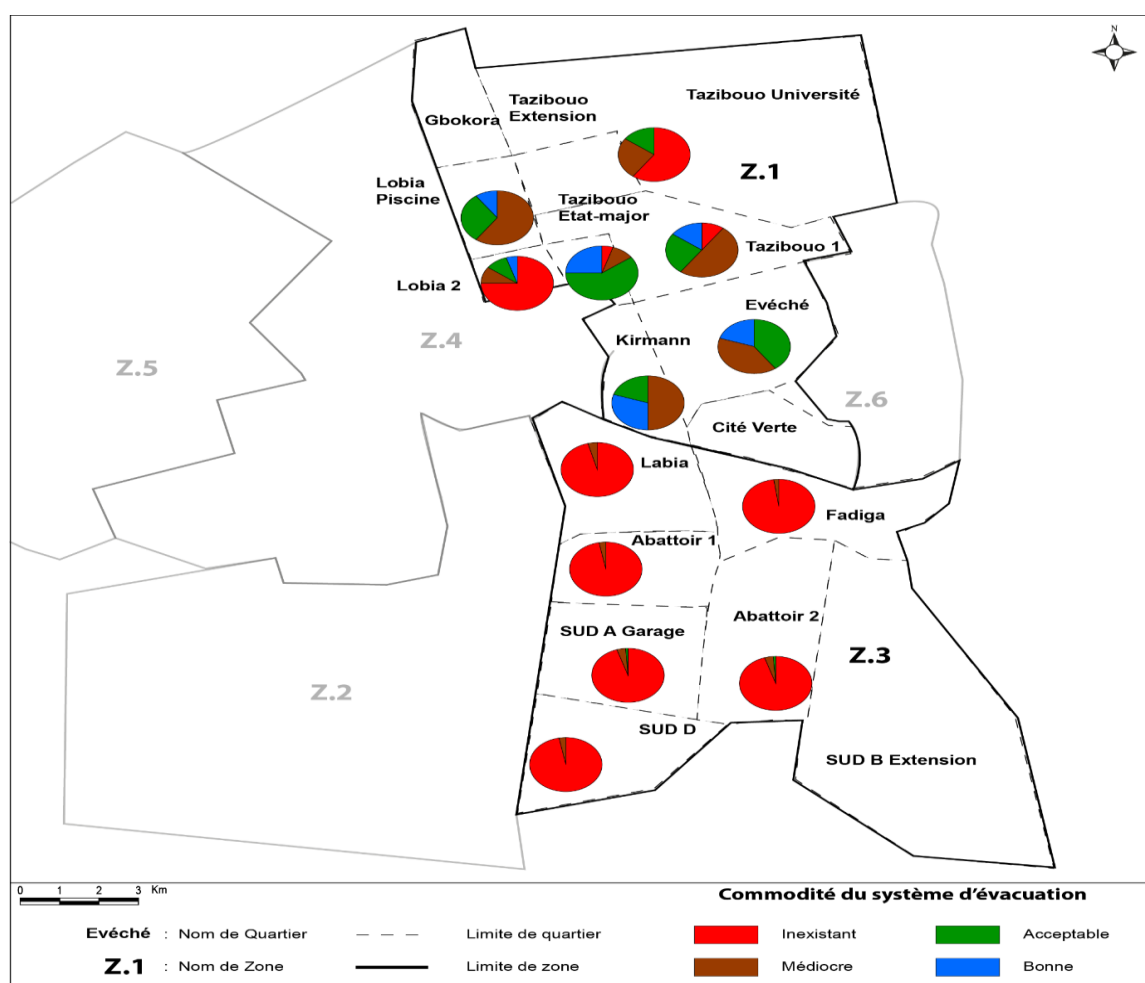 N
Tazibouo
Extension
Tazibouo Université
Gbokora
Z.1
Lobia
Piscine
Tazibouo
Etat-major
Tazibouo 1
Lobia 2
Evéché
Kirmann
Z.4
Z.5
Z.6
Cité Verte
Labia
Fadiga
Abattoir 1
Abattoir 2
SUD A Garage
Z.3
Z.2
SUD D
SUD B Extension
0 1 2 3 Km
Commodité du système d'évacuation
Evéché : Nom de Quartier
Limite de quartier
Inexistant
Acceptable
Z.1 : Nom de Zone
Limite de zone
Médiocre
Bonne